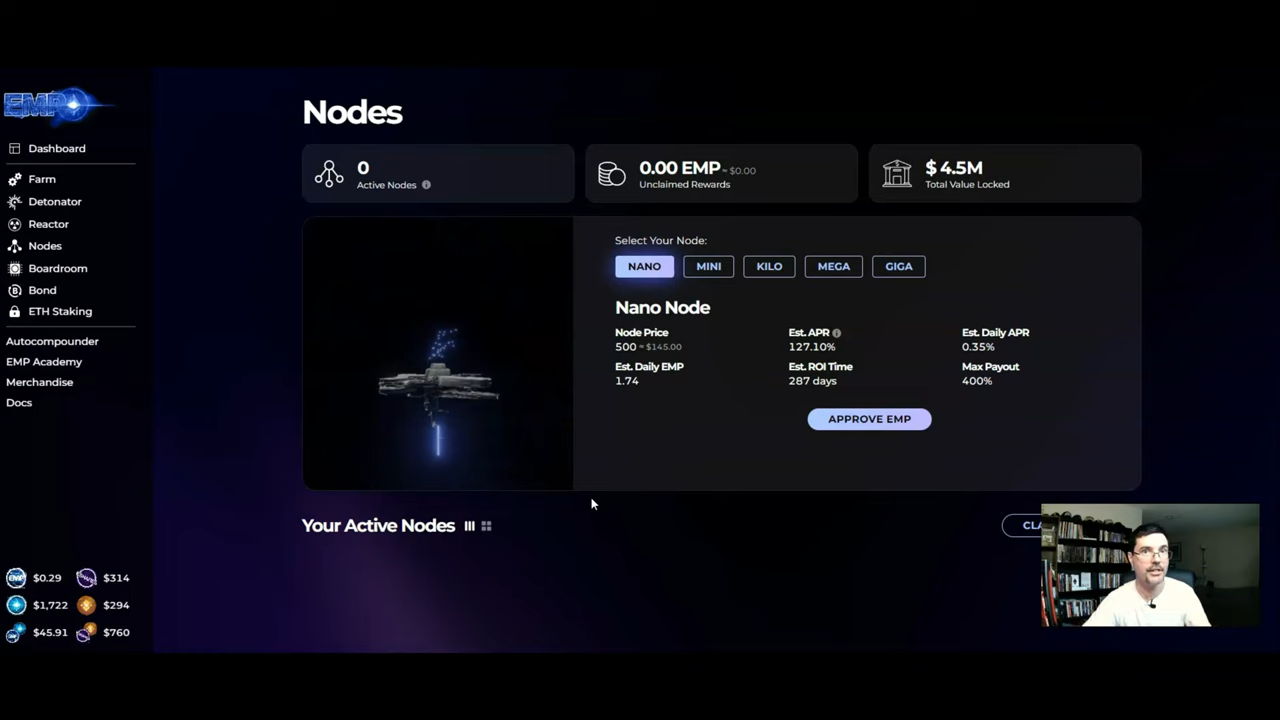 EMP
Dashboard
Farm
Detonator
Reactor
Nodes
Boardroom
Bond
ETH Staking
Autocompounder
EMP Academy
Merchandise
Docs
$0.29 $314
$1,722 $294
$45.91 $760
Nodes
0
Active Nodes
0.00 EMP ≈ $0.00
Unclaimed Rewards
$ 4.5M
Total Value Locked
Select Your Node:
NANO MINI KILO MEGA GIGA
Nano Node
Node Price Est. APR Est. Daily APR
500 ≈ $145.00 127.10% 0.35%
Est. Daily EMP Est. ROI Time Max Payout
1.74 287 days 400%
APPROVE EMP
Your Active Nodes